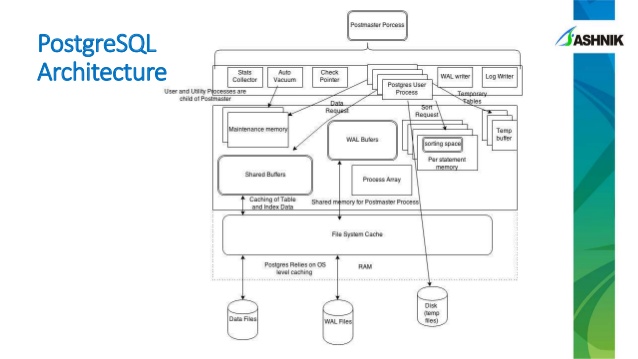 PostgreSQL
Architecture
ASHNIK
Postmaster Porcess
Stats
Collector
Auto
Vacuum
Check
Pointer
Postgres User
Process
WAL writer
Log Writer
User and Utility Processes are
child of Postmaster
Data
Request
Sort
Request
Temporary
Tables
Maintenance memory
WAL Bufers
sorting space
Per statement
memory
Temp
buffer
Shared Buffers
Process Array
Caching of Table
and Index Data
Shared memory for Postmaster Process
File System Cache
Postgres Relies on OS
level caching
RAM
Data Files
WAL Files
Disk
(temp
files)